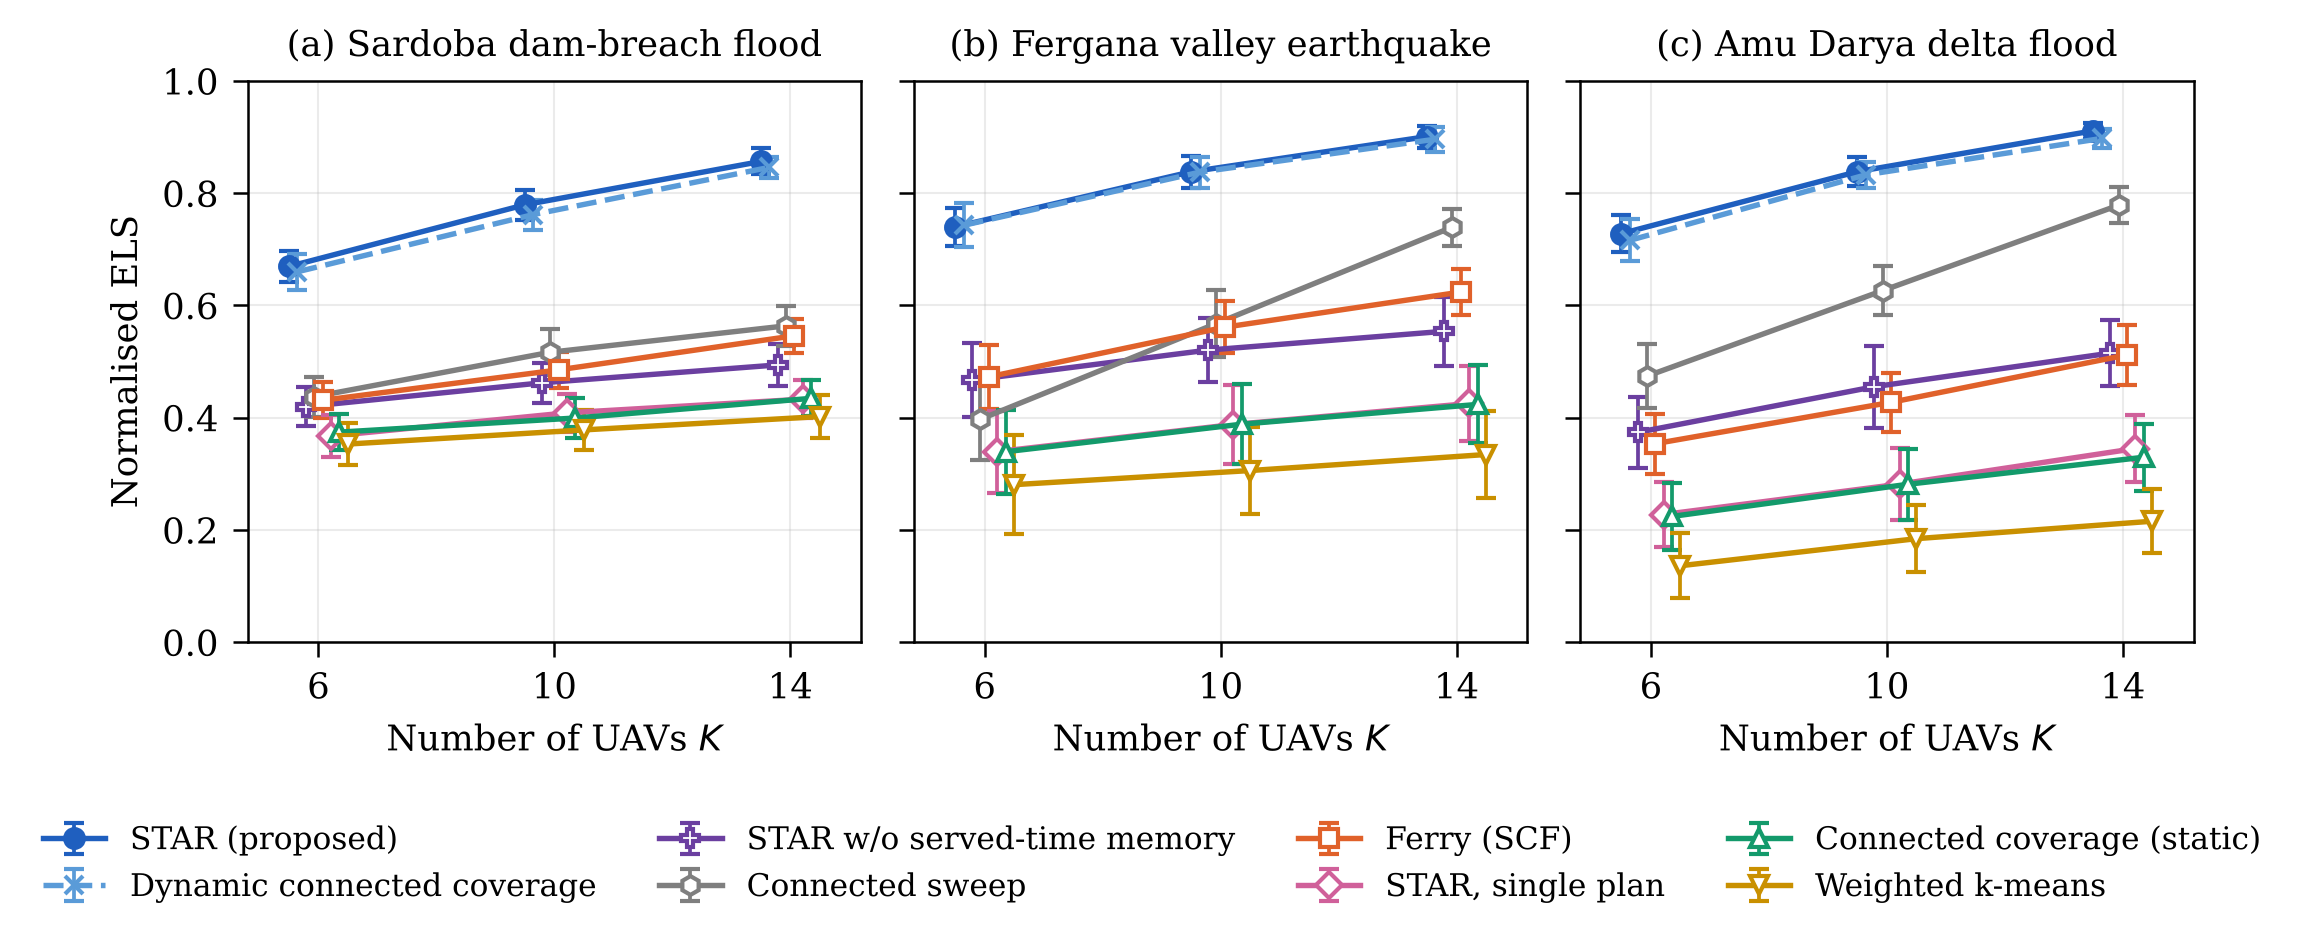 (a) Sardoba dam-breach flood
(b) Fergana valley earthquake
(c) Amu Darya delta flood
Normalised ELS
1.0
0.8
0.6
0.4
0.2
0.0
6 10 14
6 10 14
6 10 14
Number of UAVs K
Number of UAVs K
Number of UAVs K
STAR (proposed)
Dynamic connected coverage
STAR w/o served-time memory
Connected sweep
Ferry (SCF)
STAR, single plan
Connected coverage (static)
Weighted k-means